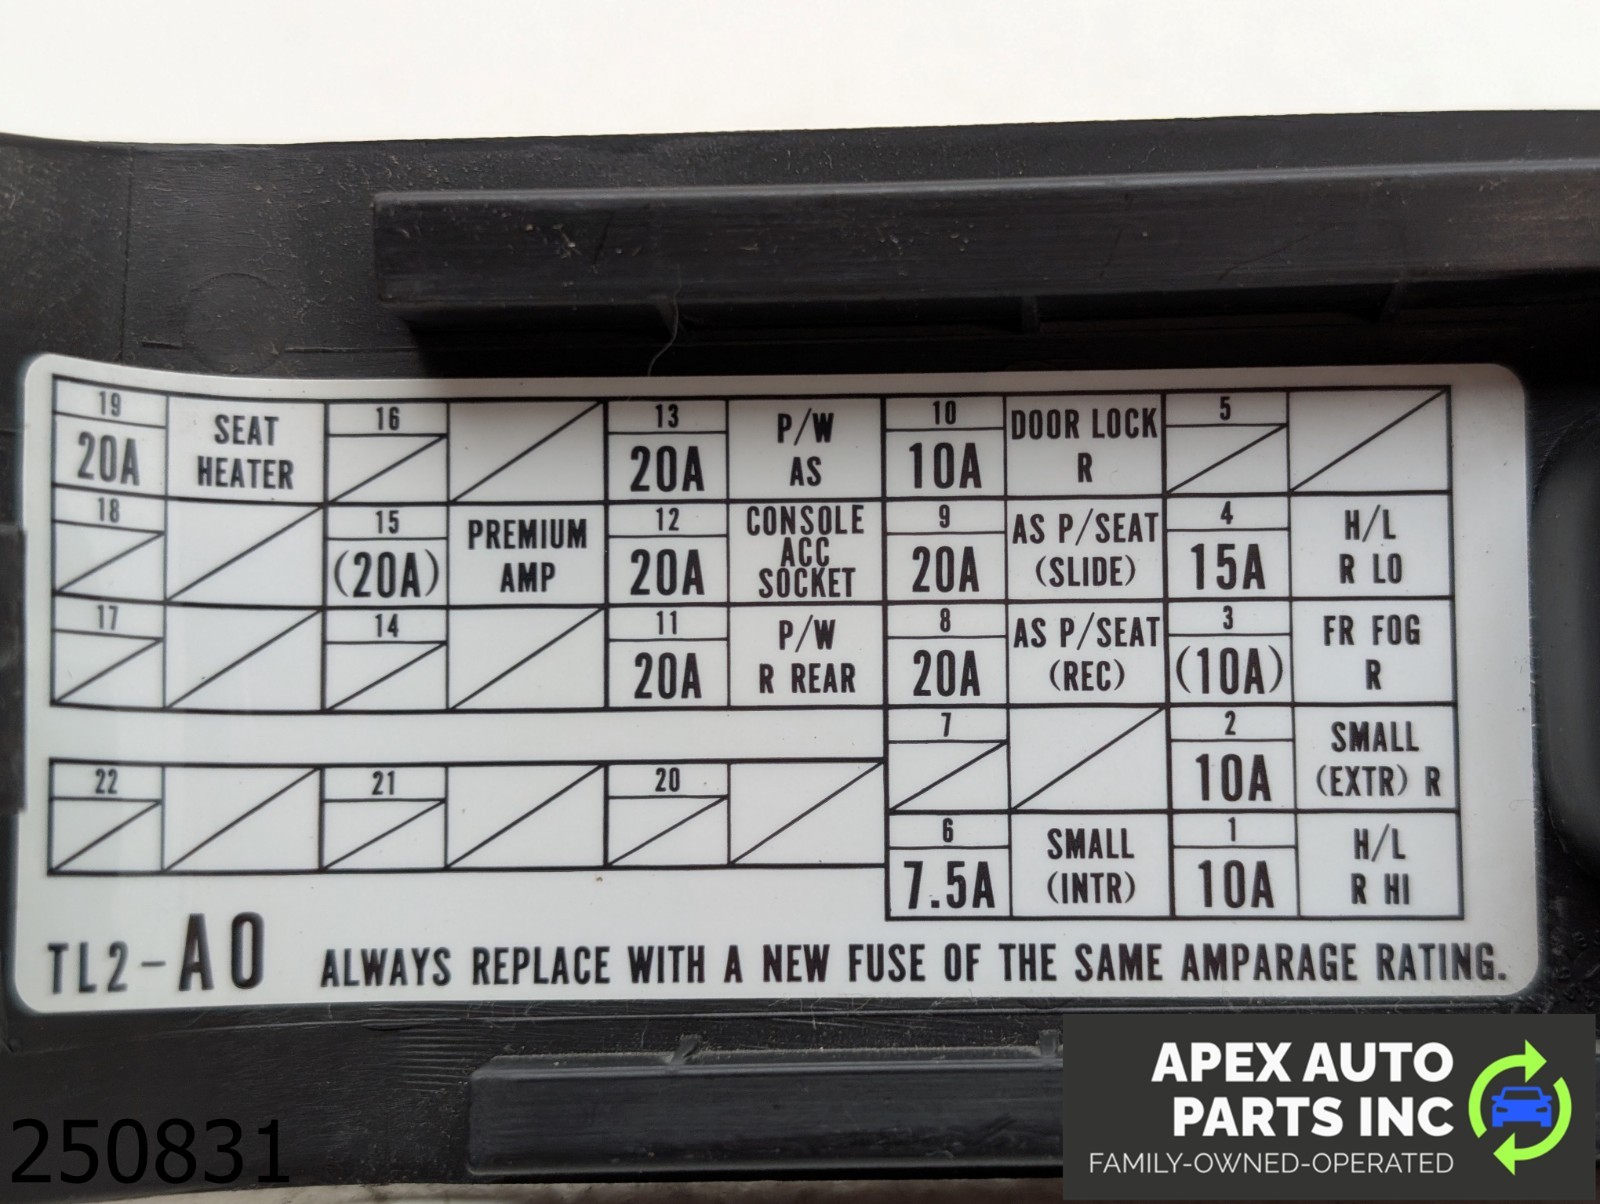 19
20A
SEAT
HEATER
16
13
20A
P/W
AS
10
10A
DOOR LOCK
R
5
18
15
(20A)
PREMIUM
AMP
12
20A
CONSOLE
ACC
SOCKET
9
20A
AS P/SEAT
(SLIDE)
4
15A
H/L
R LO
17
14
11
20A
P/W
R REAR
8
20A
AS P/SEAT
(REC)
3
(10A)
FR FOG
R
7
2
10A
SMALL
(EXTR) R
22
21
20
6
7.5A
SMALL
(INTR)
1
10A
H/L
R HI
TL2-A0 ALWAYS REPLACE WITH A NEW FUSE OF THE SAME AMPARAGE RATING.
250831
APEX AUTO
PARTS INC
FAMILY-OWNED-OPERATED